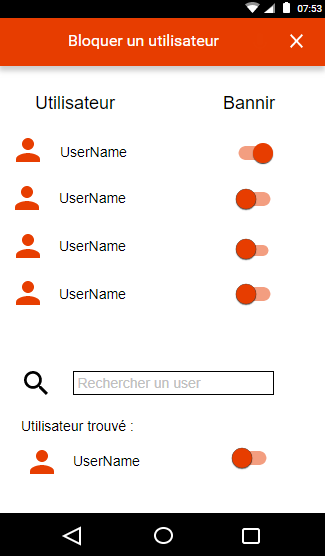 07:53
Bloquer un utilisateur
Utilisateur Bannir
UserName
UserName
UserName
UserName
Rechercher un user
Utilisateur trouvé :
UserName